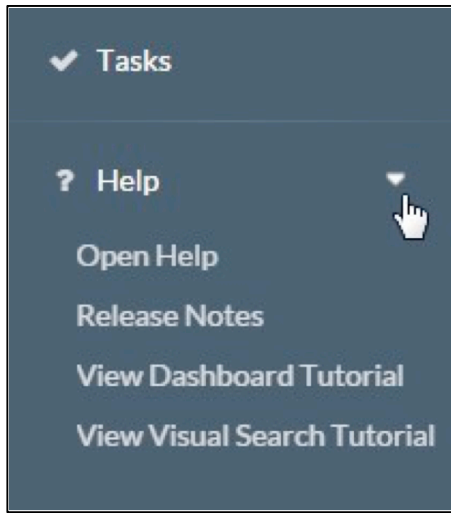 Tasks
? Help
Open Help
Release Notes
View Dashboard Tutorial
View Visual Search Tutorial